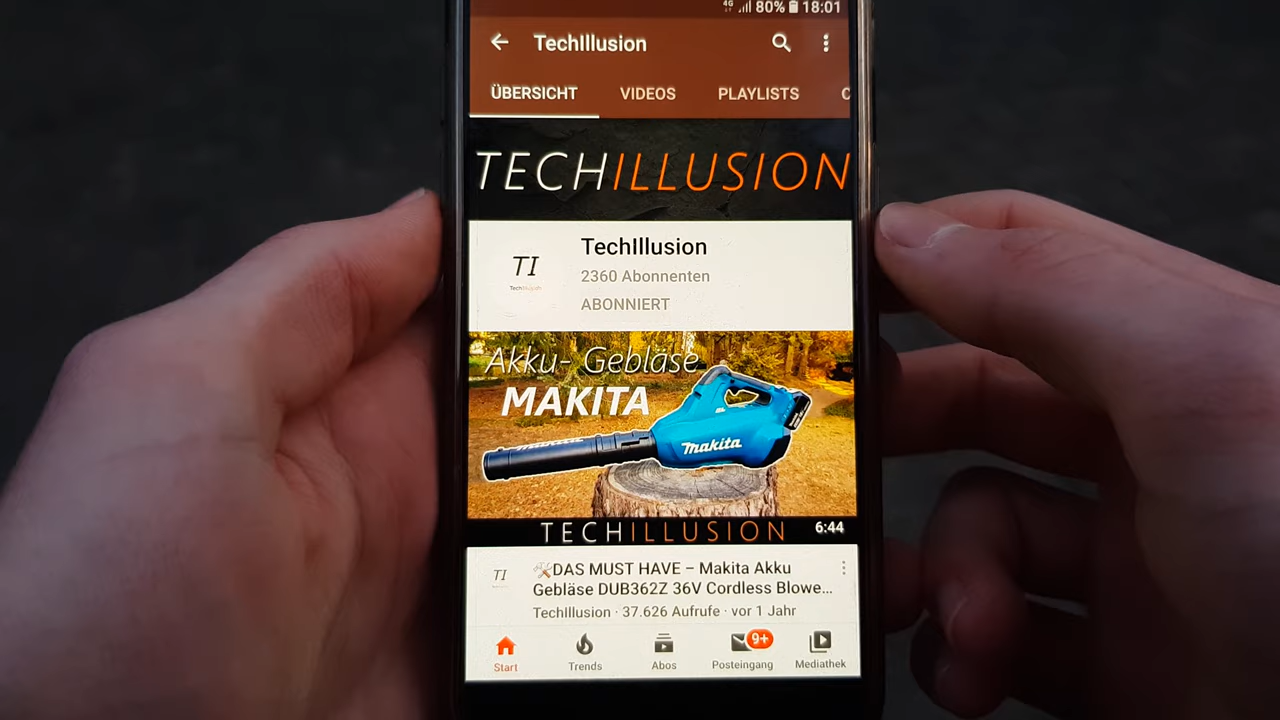 4G 80% 18:01
TechIllusion
ÜBERSICHT VIDEOS PLAYLISTS C
TECHILLUSION
TechIllusion
TI
2360 Abonnenten
ABONNIERT
Akku- Gebläse
MAKITA
makita
TECHILLUSION 6:44
TI
🛠DAS MUST HAVE – Makita Akku
Gebläse DUB362Z 36V Cordless Blowe...
TechIllusion · 37.626 Aufrufe · vor 1 Jahr
9+
Start Trends Abos Posteingang Mediathek